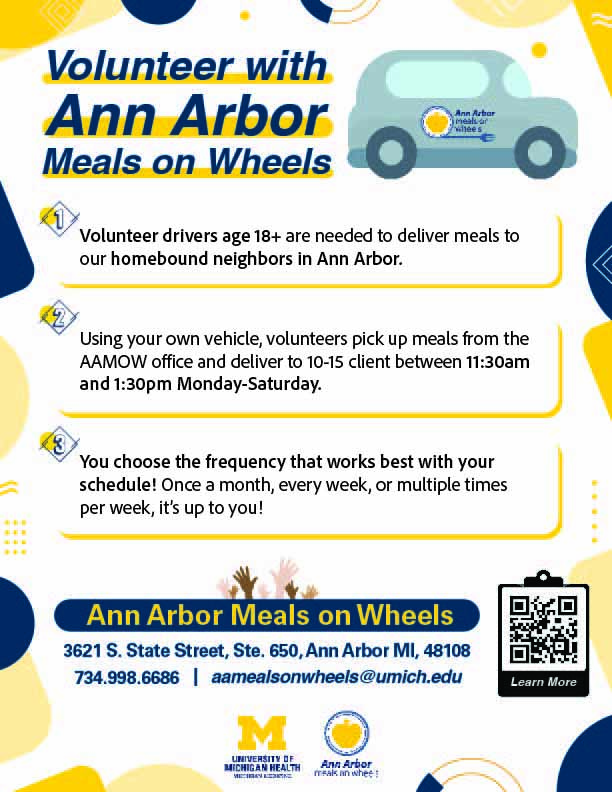 Volunteer with
Ann Arbor
Meals on Wheels
Ann Arbor
meals on
wheels
1
Volunteer drivers age 18+ are needed to deliver meals to
our homebound neighbors in Ann Arbor.
2
Using your own vehicle, volunteers pick up meals from the
AAMOW office and deliver to 10-15 client between 11:30am
and 1:30pm Monday-Saturday.
3
You choose the frequency that works best with your
schedule! Once a month, every week, or multiple times
per week, it's up to you!
Ann Arbor Meals on Wheels
3621 S. State Street, Ste. 650, Ann Arbor MI, 48108
734.998.6686 | aamealsonwheels@umich.edu
Learn More
M
UNIVERSITY OF
MICHIGAN HEALTH
MICHIGAN MEDICINE
Ann Arbor
meals on wheels